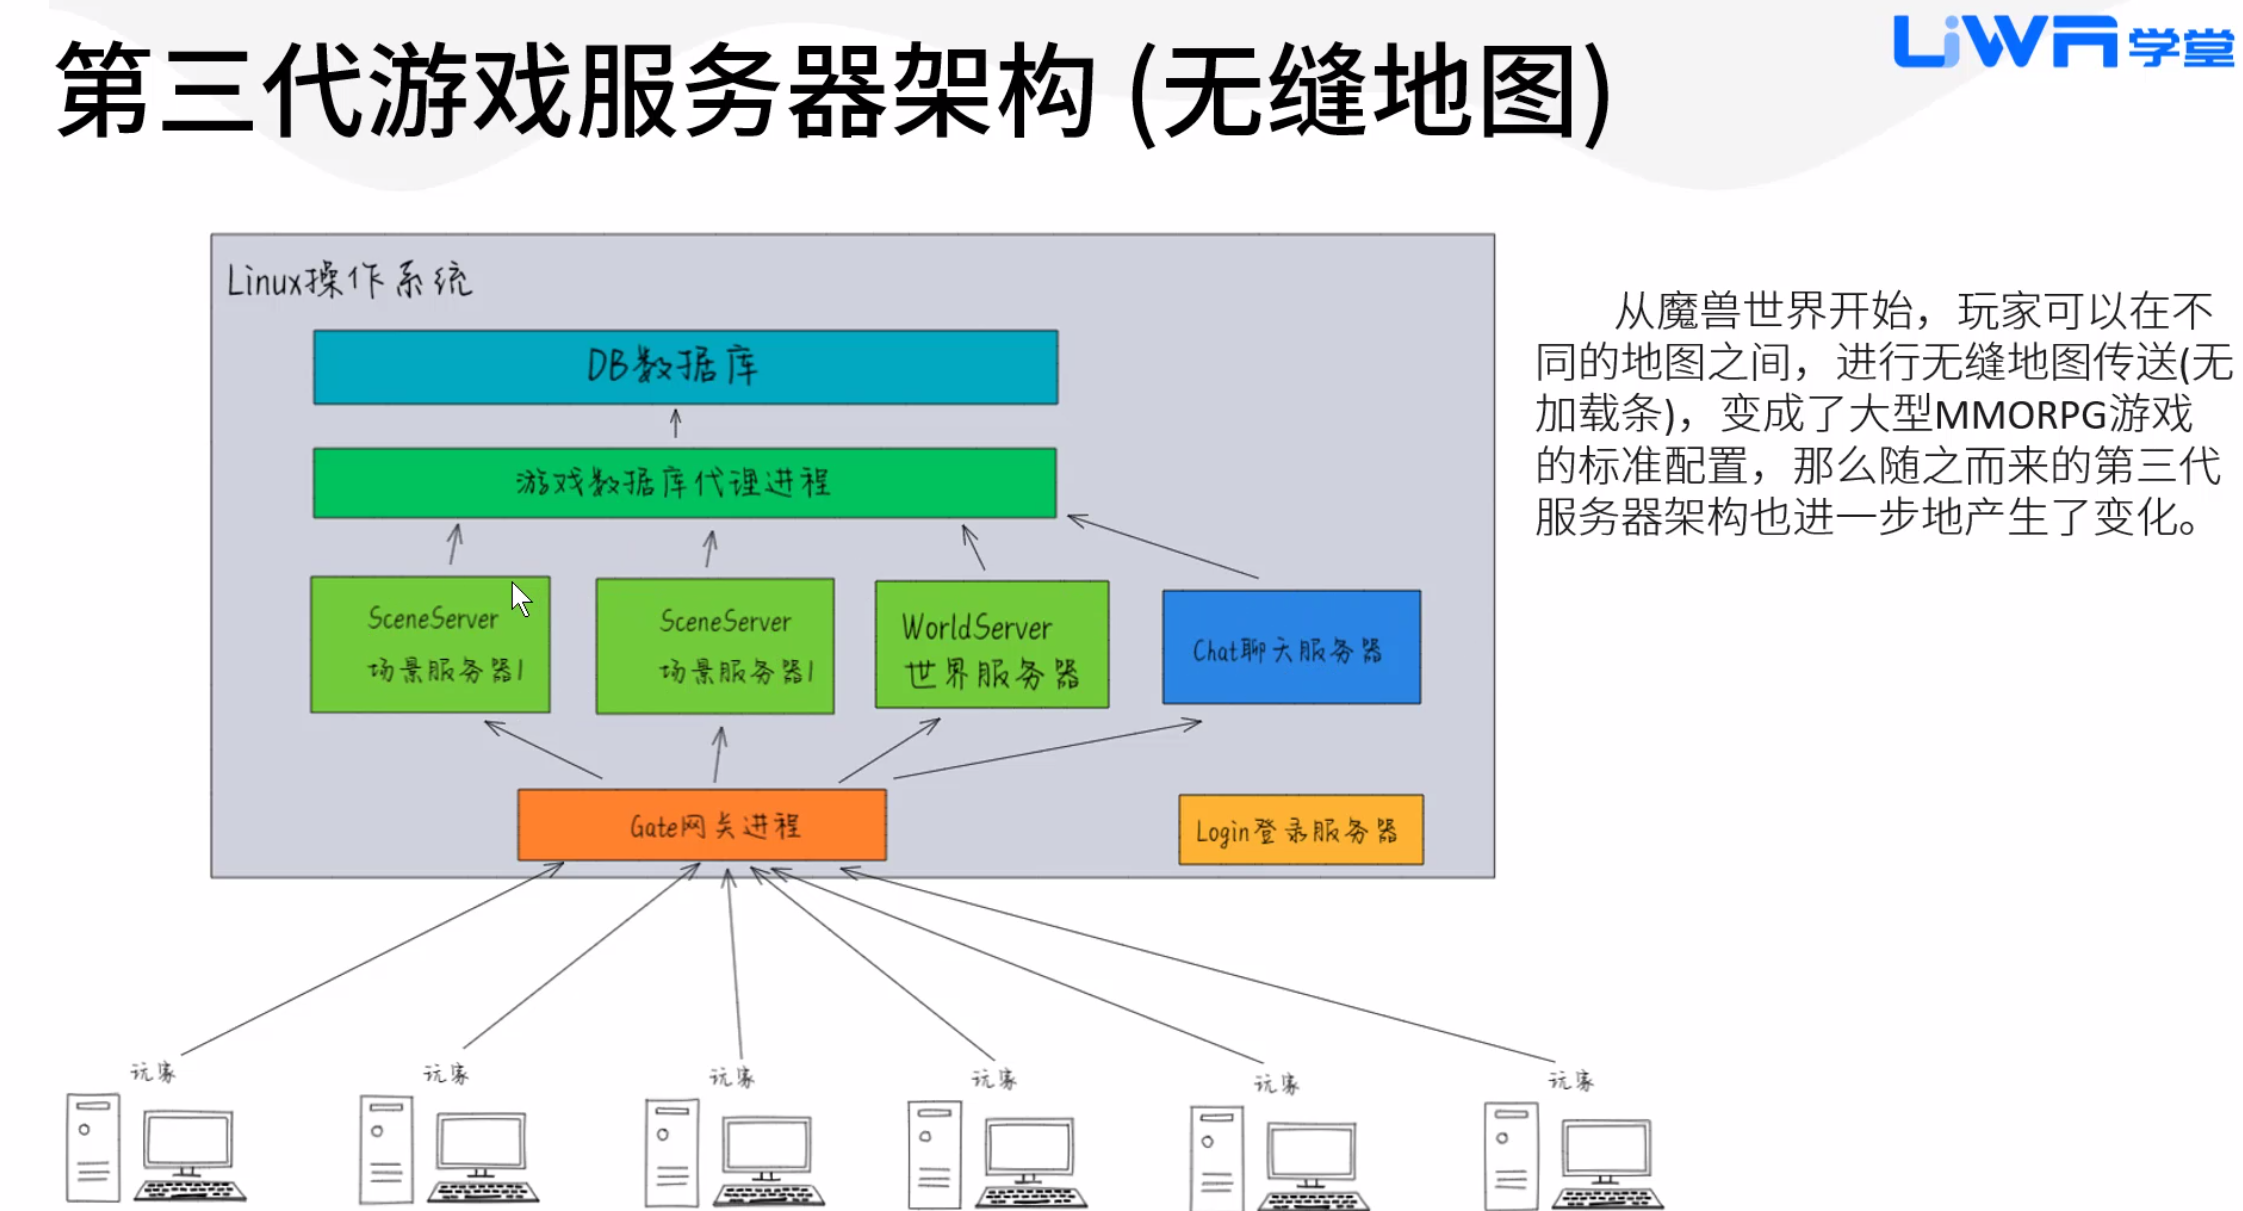 第三代游戏服务器架构 (无缝地图)
LiWA学堂
Linux操作系统
DB数据库
游戏数据库代理进程
SceneServer
场景服务器1
SceneServer
场景服务器1
WorldServer
世界服务器
Chat聊天服务器
Gate网关进程
Login登录服务器
玩家
玩家
玩家
玩家
玩家
玩家
从魔兽世界开始，玩家可以在不
同的地图之间，进行无缝地图传送(无
加载条)，变成了大型MMORPG游戏
的标准配置，那么随之而来的第三代
服务器架构也进一步地产生了变化。